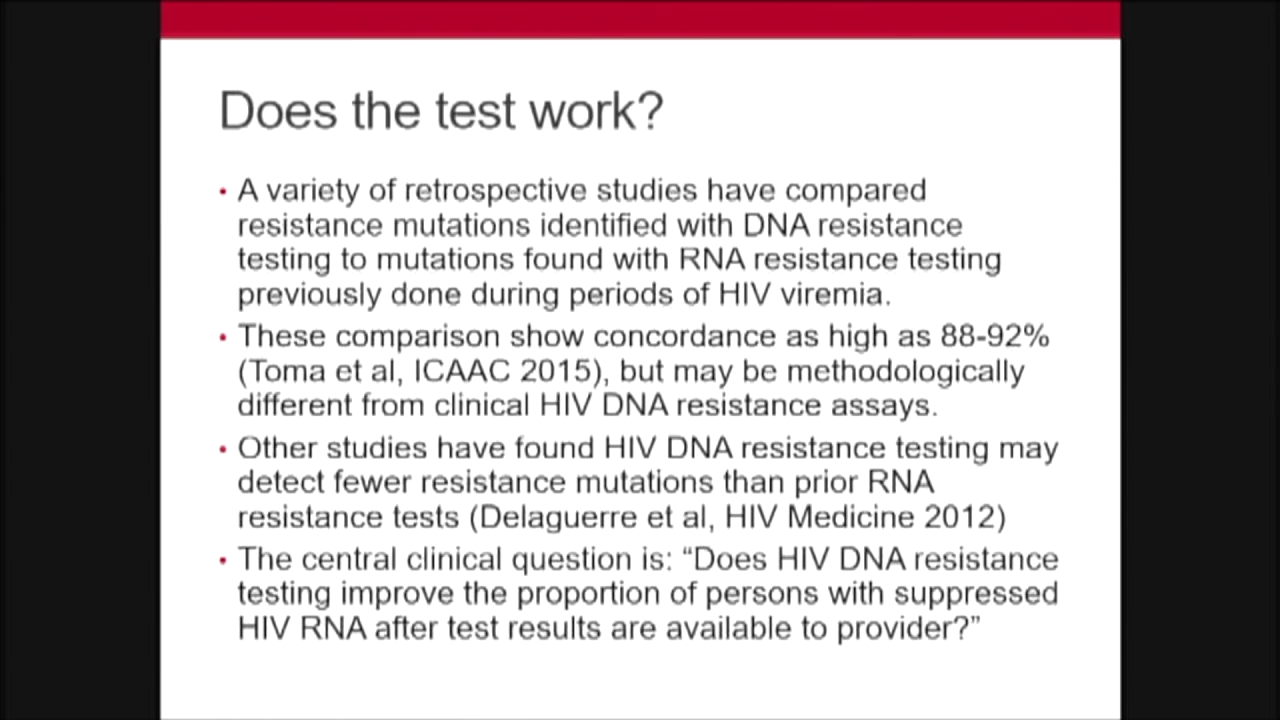 Does the test work?
• A variety of retrospective studies have compared
resistance mutations identified with DNA resistance
testing to mutations found with RNA resistance testing
previously done during periods of HIV viremia.
• These comparison show concordance as high as 88-92%
(Toma et al, ICAAC 2015), but may be methodologically
different from clinical HIV DNA resistance assays.
• Other studies have found HIV DNA resistance testing may
detect fewer resistance mutations than prior RNA
resistance tests (Delaguerre et al, HIV Medicine 2012)
• The central clinical question is: “Does HIV DNA resistance
testing improve the proportion of persons with suppressed
HIV RNA after test results are available to provider?”